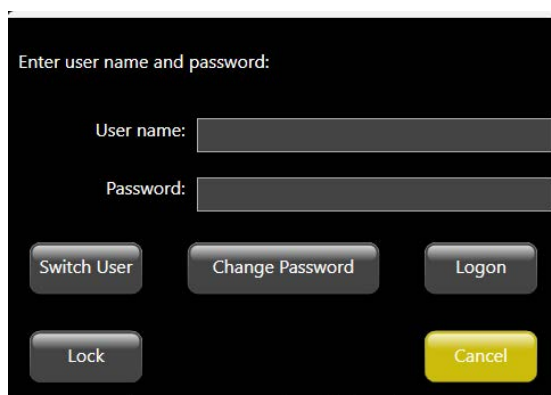 Enter user name and password:
User name:
Password:
Switch User Change Password Logon
Lock Cancel